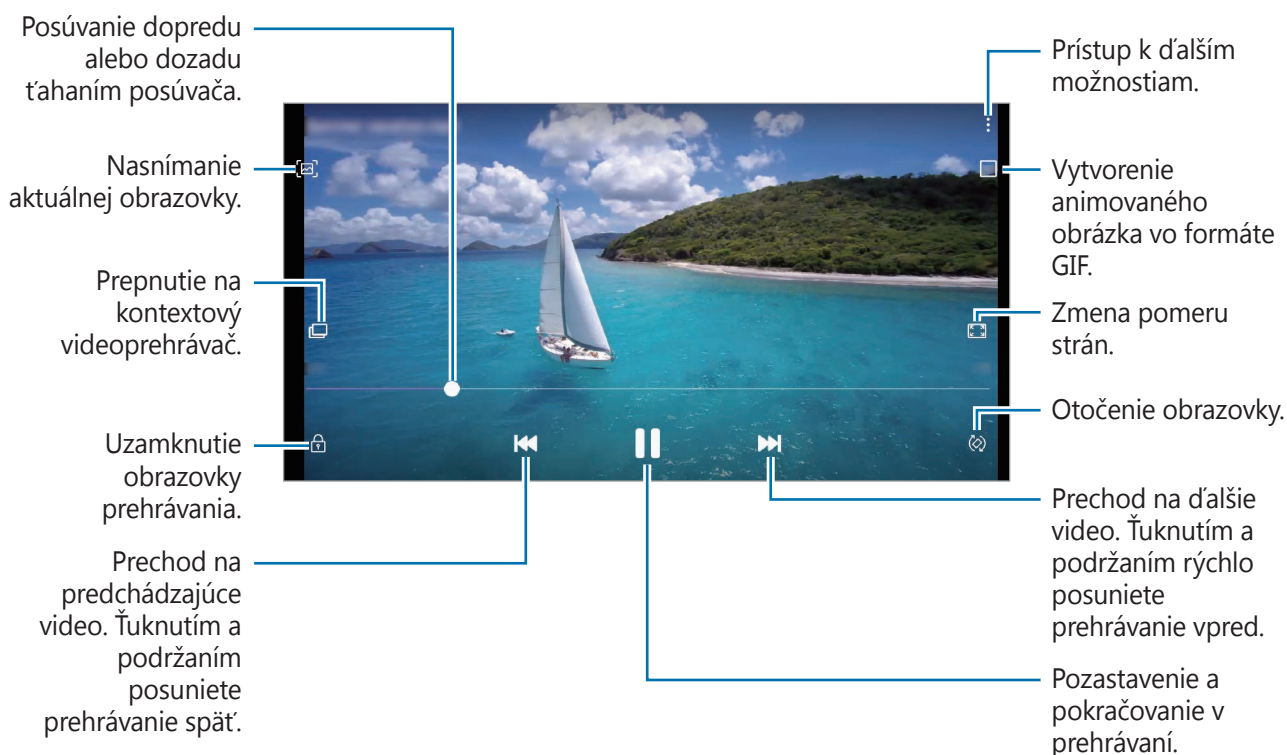 Posúvanie dopredu
alebo dozadu
ťahaním posúvača.
Nasnímanie
aktuálnej obrazovky.
Prepnutie na
kontextový
videoprehrávač.
Uzamknutie
obrazovky
prehrávania.
Prechod na
predchádzajúce
video. Ťuknutím a
podržaním
posuniete
prehrávanie späť.
Prístup k ďalším
možnostiam.
Vytvorenie
animovaného
obrázka vo formáte
GIF.
Zmena pomeru
strán.
Otočenie obrazovky.
Prechod na ďalšie
video. Ťuknutím a
podržaním rýchlo
posuniete
prehrávanie vpred.
Pozastavenie a
pokračovanie v
prehrávaní.